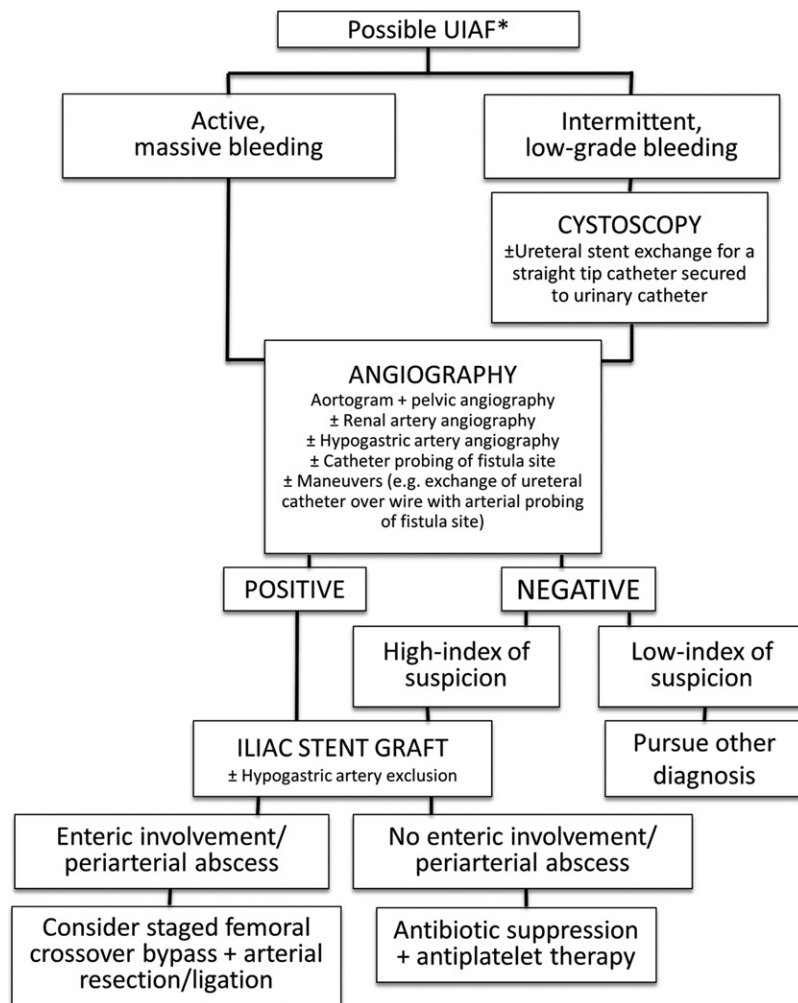 Possible UIAF*
Active,
massive bleeding
Intermittent,
low-grade bleeding
CYSTOSCOPY
±Ureteral stent exchange for a
straight tip catheter secured
to urinary catheter
ANGIOGRAPHY
Aortogram + pelvic angiography
± Renal artery angiography
± Hypogastric artery angiography
± Catheter probing of fistula site
± Maneuvers (e.g. exchange of ureteral
catheter over wire with arterial probing
of fistula site)
POSITIVE
NEGATIVE
High-index of
suspicion
Low-index of
suspicion
ILIAC STENT GRAFT
± Hypogastric artery exclusion
Pursue other
diagnosis
Enteric involvement/
periarterial abscess
No enteric involvement/
periarterial abscess
Consider staged femoral
crossover bypass + arterial
resection/ligation
Antibiotic suppression
+ antiplatelet therapy